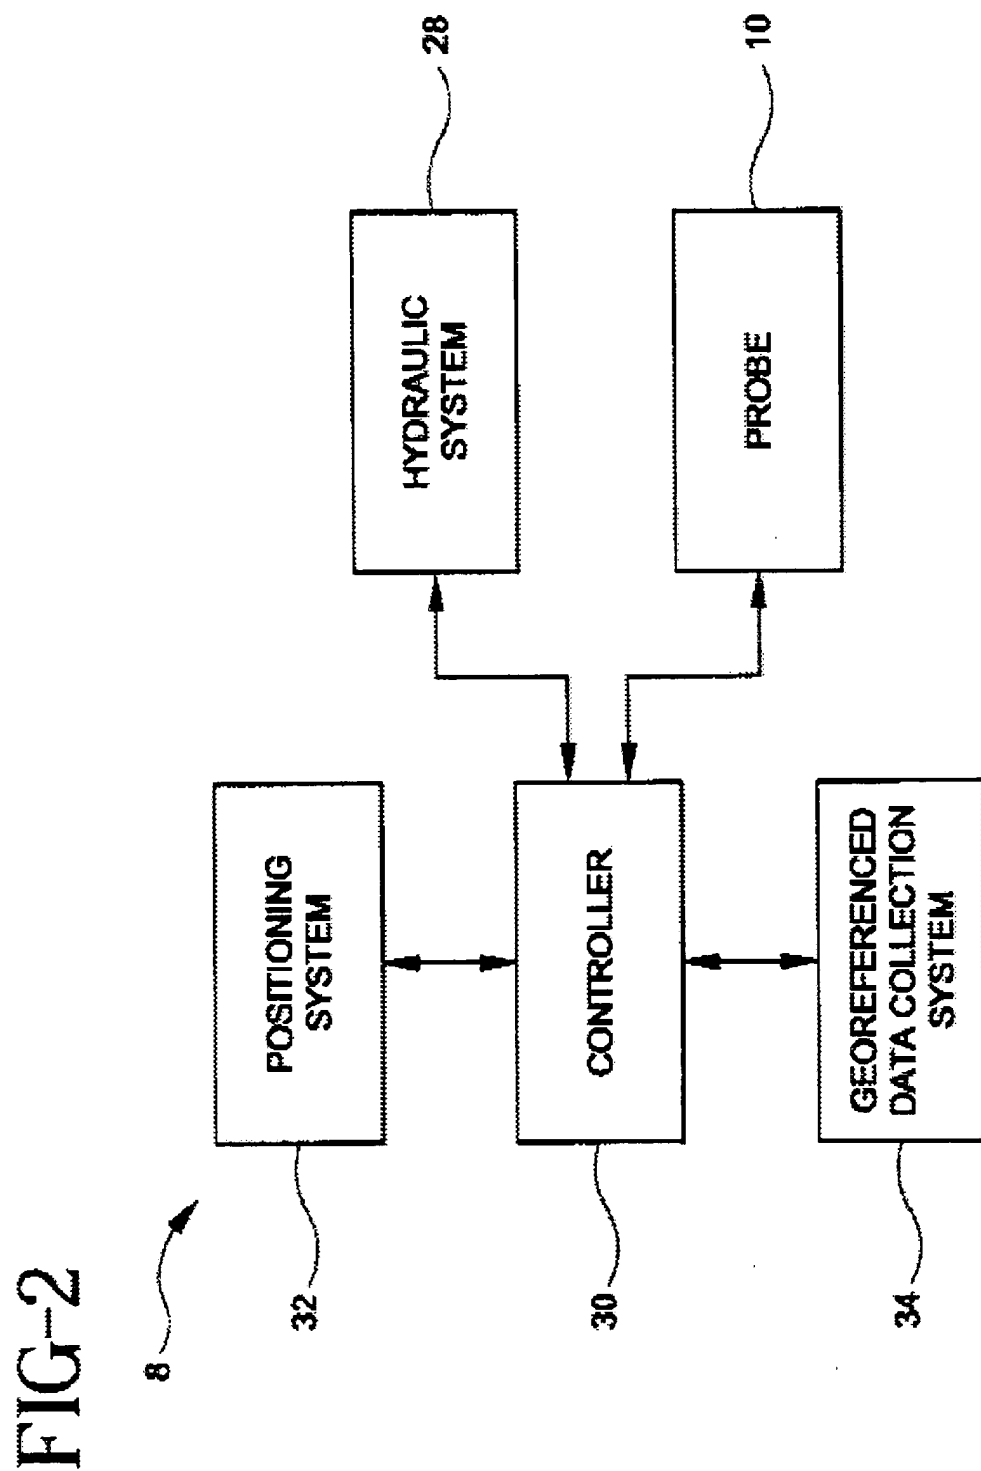 FIG-2
8
32
POSITIONING
SYSTEM
30
CONTROLLER
34
GEOREFERENCED
DATA COLLECTION
SYSTEM
HYDRAULIC
SYSTEM
28
PROBE
10